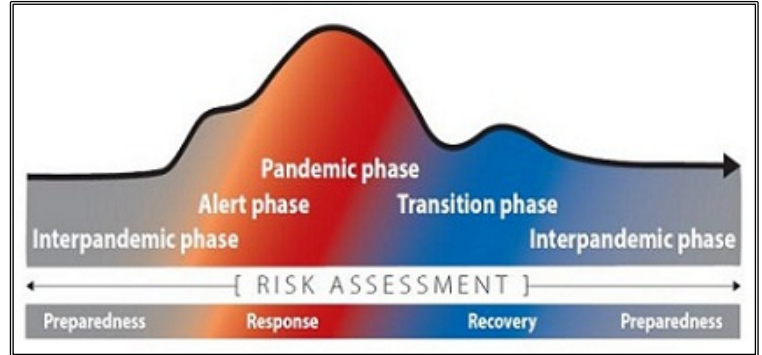 Pandemic phase
Alert phase
Transition phase
Interpandemic phase
Interpandemic phase
[ RISK ASSESSMENT ]
Preparedness
Response
Recovery
Preparedness